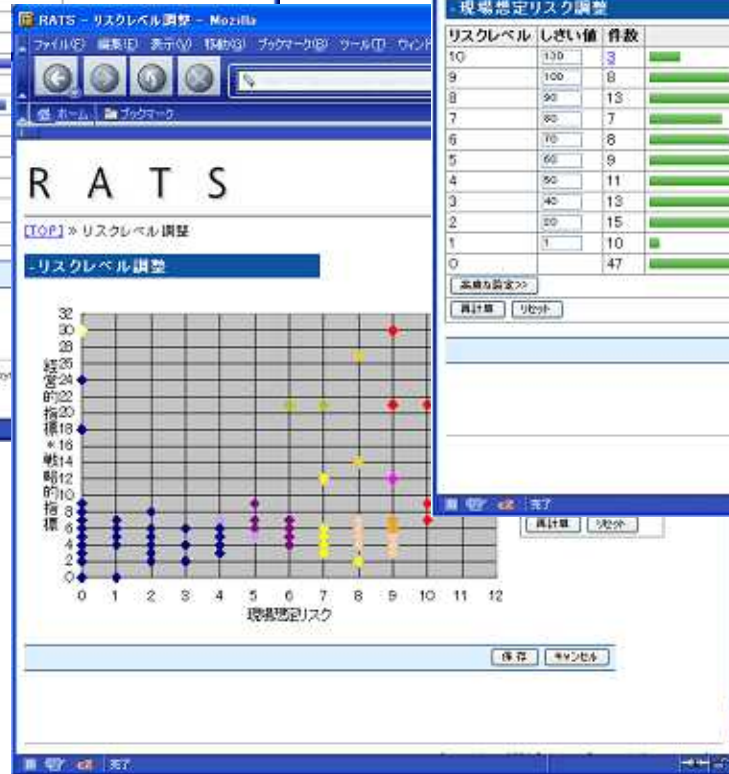 RATS - リスクレベル調整 - Mozilla
ファイル(F) 編集(E) 表示(V) 移動(G) ブックマーク(B) ツール(T)
ホーム ブックマーク
RATS
[TOP] » リスクレベル調整
-リスクレベル調整
経営的指標*戦略的指標
32
30
28
26
24
22
20
18
16
14
12
10
8
6
4
2
0
0 1 2 3 4 5 6 7 8 9 10 11 12
現場想定リスク
保存 キャンセル
完了
-現場想定リスク調整
リスクレベル しきい値 件数
10 130 3
9 100 8
8 90 13
7 80 7
6 70 8
5 60 9
4 50 11
3 40 13
2 20 15
1 1 10
0 47
高度な設定>>
再計算 リセット
完了
再計算 リセット